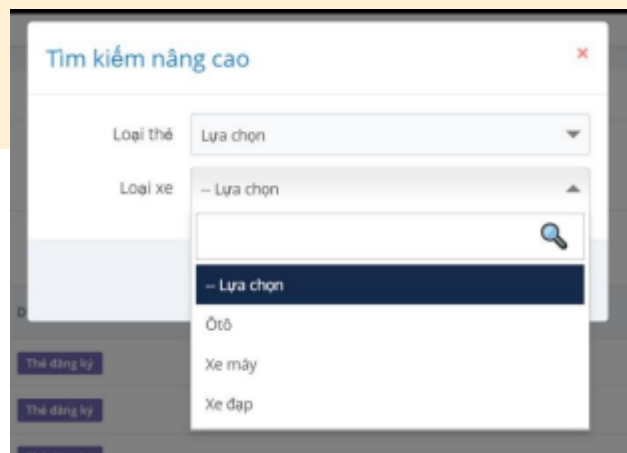 Tìm kiếm nâng cao
×
Loại thẻ Lựa chọn
Loại xe -- Lựa chọn
-- Lựa chọn
Ôtô
Xe máy
Xe đạp
D
Thẻ đăng ký
Thẻ đăng ký